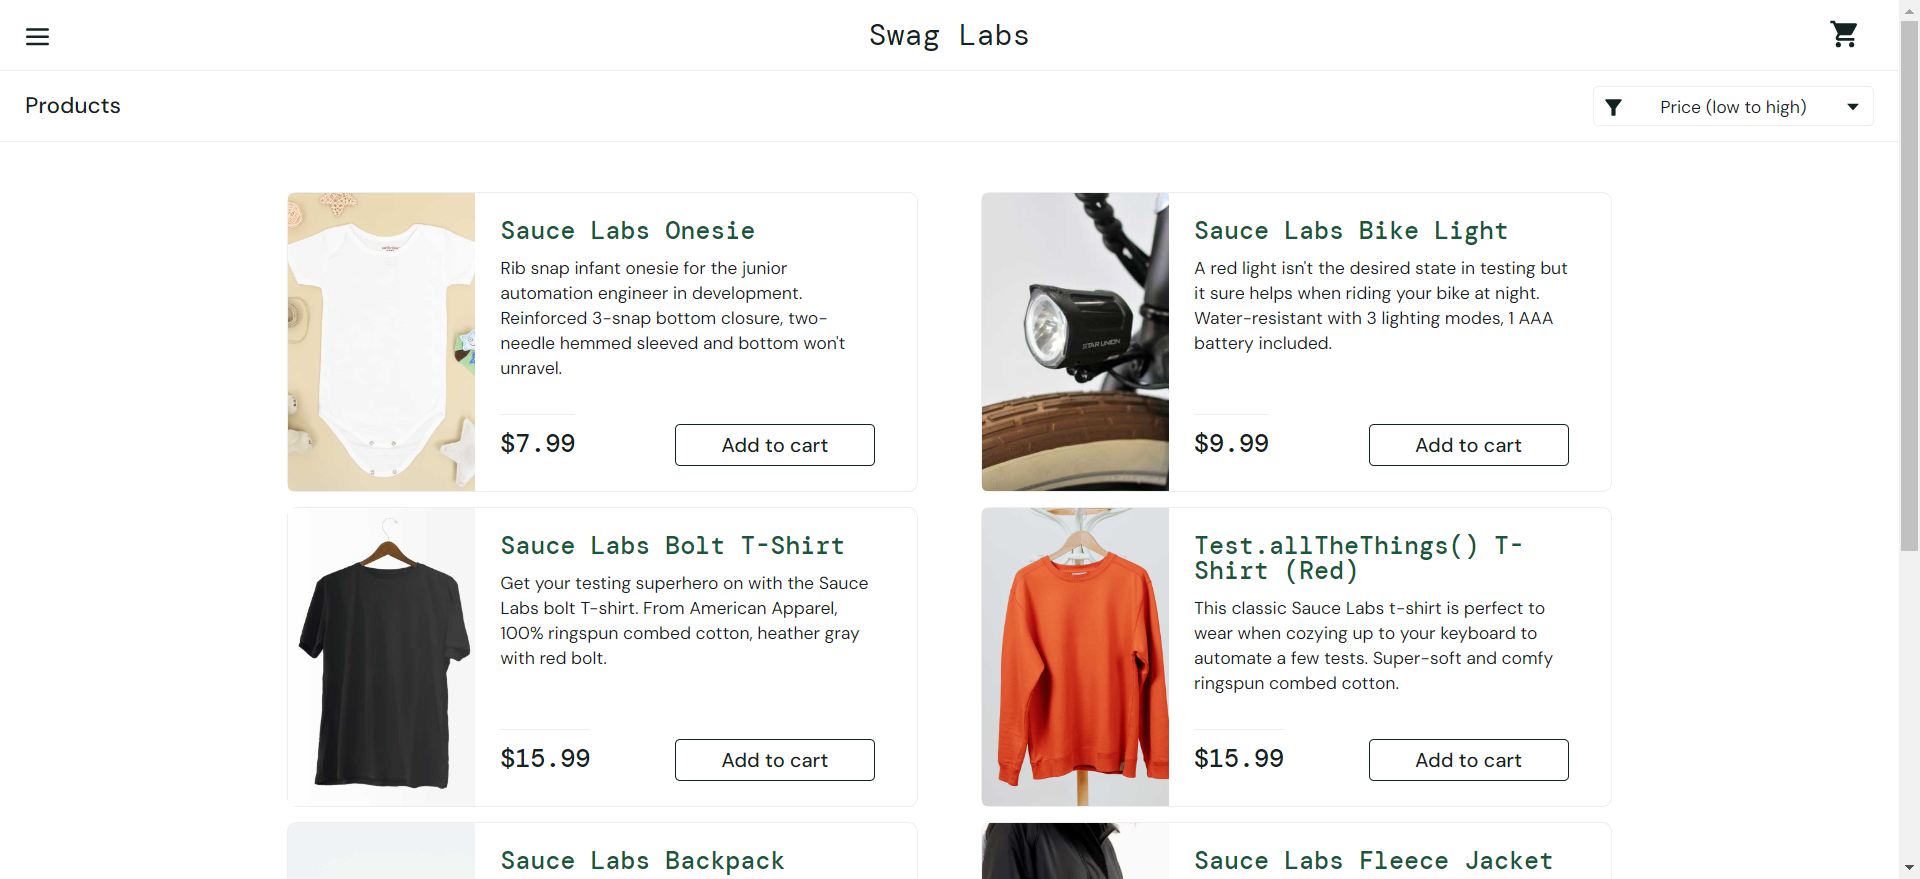 Swag Labs
Products
Price (low to high)
Sauce Labs Onesie
Rib snap infant onesie for the junior
automation engineer in development.
Reinforced 3-snap bottom closure, two-
needle hemmed sleeved and bottom won't
unravel.
$7.99
Add to cart
STAR UNION
Sauce Labs Bike Light
A red light isn't the desired state in testing but
it sure helps when riding your bike at night.
Water-resistant with 3 lighting modes, 1 AAA
battery included.
$9.99
Add to cart
Sauce Labs Bolt T-Shirt
Get your testing superhero on with the Sauce
Labs bolt T-shirt. From American Apparel,
100% ringspun combed cotton, heather gray
with red bolt.
$15.99
Add to cart
Test.allTheThings() T-
Shirt (Red)
This classic Sauce Labs t-shirt is perfect to
wear when cozying up to your keyboard to
automate a few tests. Super-soft and comfy
ringspun combed cotton.
$15.99
Add to cart
Sauce Labs Backpack
Sauce Labs Fleece Jacket